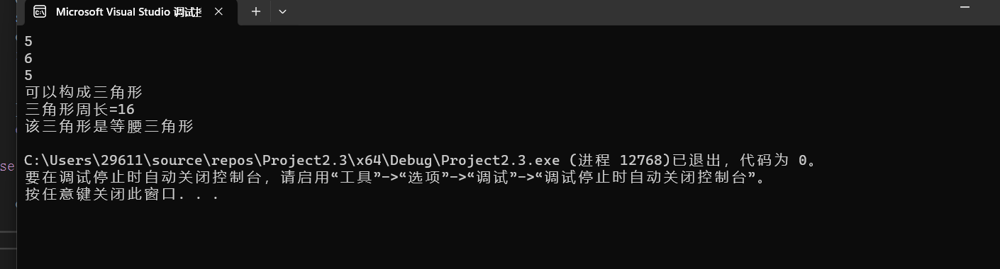 Microsoft Visual Studio 调试
5
6
5
可以构成三角形
三角形周长=16
该三角形是等腰三角形
C:\Users\29611\source\repos\Project2.3\x64\Debug\Project2.3.exe (进程 12768)已退出，代码为 0。
要在调试停止时自动关闭控制台，请启用“工具”->“选项”->“调试”->“调试停止时自动关闭控制台”。
按任意键关闭此窗口. . .
se